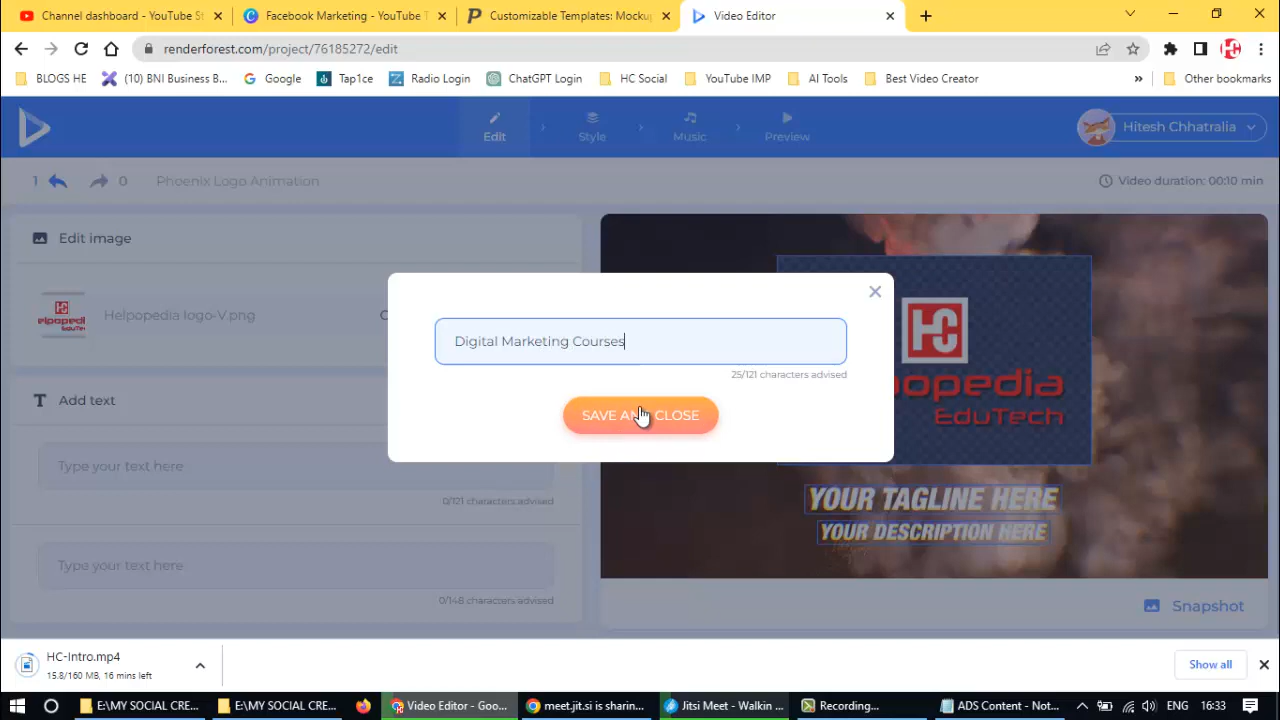 Channel dashboard - YouTube St
Facebook Marketing - YouTube T
Customizable Templates: Mocku
Video Editor
renderforest.com/project/76185272/edit
BLOGS HE
(10) BNI Business B...
Google
Tap1ce
Radio Login
ChatGPT Login
HC Social
YouTube IMP
AI Tools
Best Video Creator
»
Other bookmarks
Edit
Style
Music
Preview
Hitesh Chhatralia
1
0
Phoenix Logo Animation
Video duration: 00:10 min
Edit image
Helpopedia logo-V.png
C
Digital Marketing Courses
25/121 characters advised
SAVE AND CLOSE
HC
popedia
EduTech
Add text
Type your text here
0/121 characters advised
Type your text here
0/148 characters advised
YOUR TAGLINE HERE
YOUR DESCRIPTION HERE
Snapshot
HC-Intro.mp4
15.8/160 MB, 16 mins left
Show all
E:\MY SOCIAL CRE...
E:\MY SOCIAL CRE...
Video Editor - Goo...
meet.jit.si is sharin...
Jitsi Meet - Walkin ...
Recording...
ADS Content - Not...
ENG
16:33